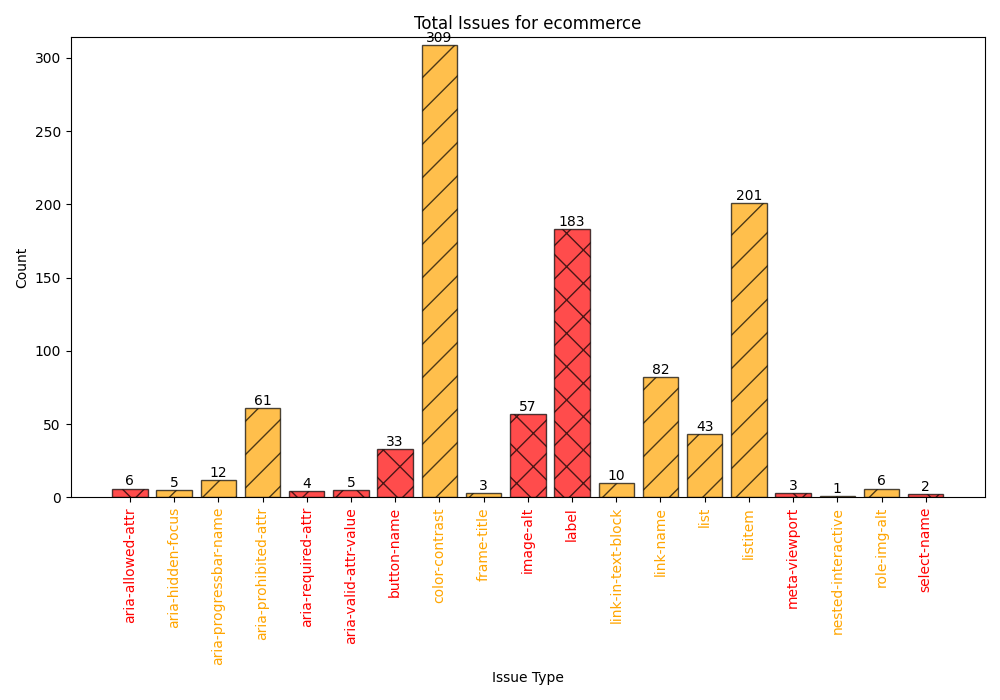 Total Issues for ecommerce
Count
300
250
200
150
100
50
0
6
5
12
61
4
5
33
309
3
57
183
10
82
43
201
3
1
6
2
aria-allowed-attr
aria-hidden-focus
aria-progressbar-name
aria-prohibited-attr
aria-required-attr
aria-valid-attr-value
button-name
color-contrast
frame-title
image-alt
label
link-in-text-block
link-name
list
listitem
meta-viewport
nested-interactive
role-img-alt
select-name
Issue Type